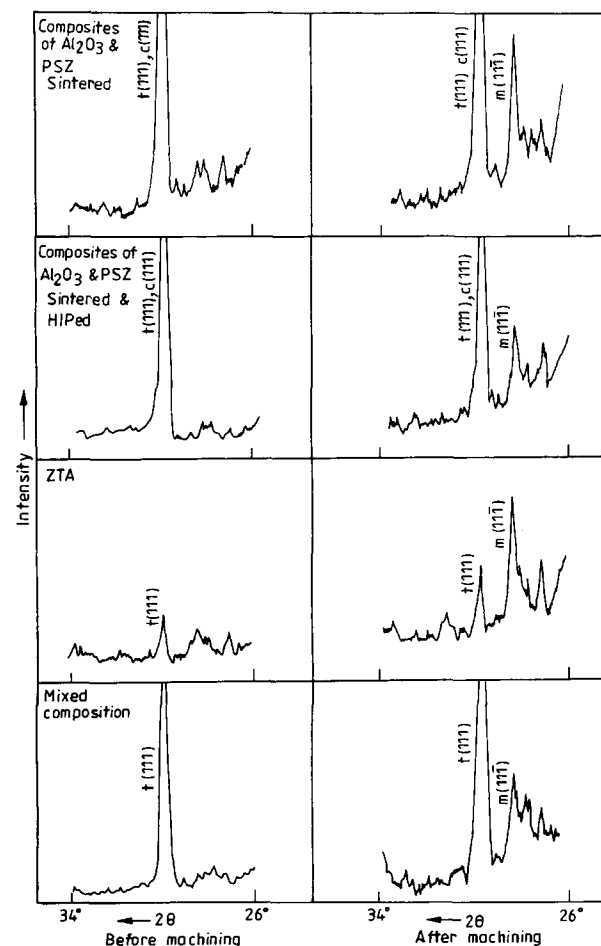 Composites
of Al₂O₃ &
PSZ
Sintered
t(111), c(111)
t(111) c(111)
m(111̄)
Composites of
Al₂O₃ & PSZ
Sintered &
HIPed
t(111), c(111)
t(111), c(111)
m(111̄)
Intensity
ZTA
t(111)
t(111)
m(111̄)
Mixed
composition
t(111)
t(111)
m(111̄)
34° 2θ 26°
34° 2θ 26°
Before machining
After machining